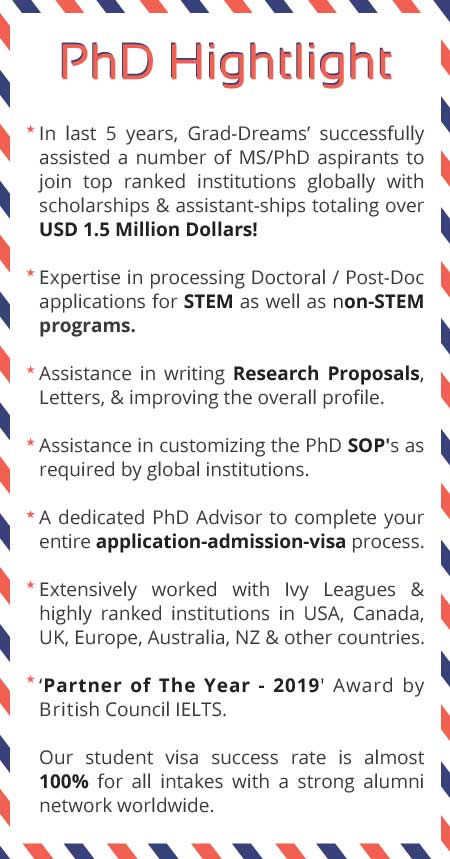 PhD Hightlight
* In last 5 years, Grad-Dreams’ successfully
assisted a number of MS/PhD aspirants to
join top ranked institutions globally with
scholarships & assistant-ships totaling over
USD 1.5 Million Dollars!
* Expertise in processing Doctoral / Post-Doc
applications for STEM as well as non-STEM
programs.
* Assistance in writing Research Proposals,
Letters, & improving the overall profile.
* Assistance in customizing the PhD SOP's as
required by global institutions.
* A dedicated PhD Advisor to complete your
entire application-admission-visa process.
* Extensively worked with Ivy Leagues &
highly ranked institutions in USA, Canada,
UK, Europe, Australia, NZ & other countries.
* ‘Partner of The Year - 2019' Award by
British Council IELTS.
Our student visa success rate is almost
100% for all intakes with a strong alumni
network worldwide.